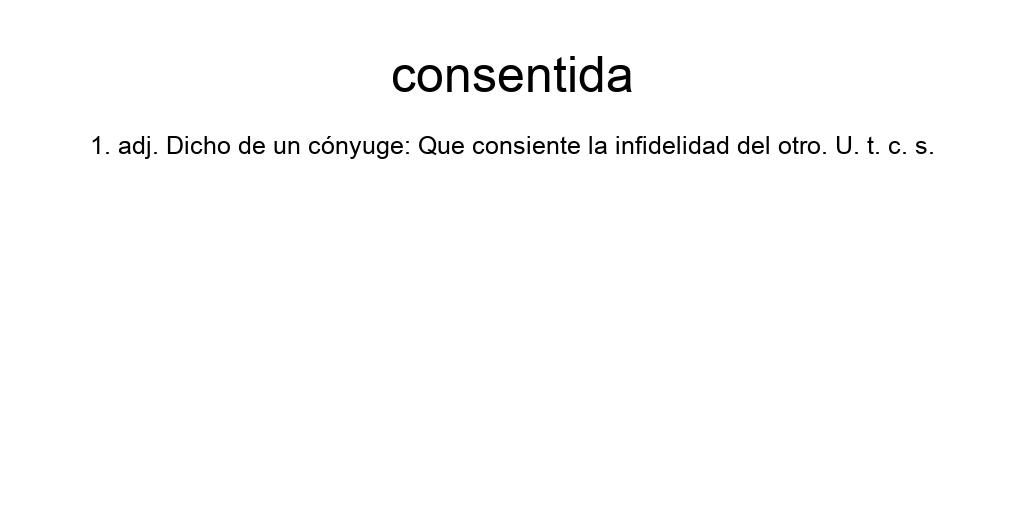 consentida
1. adj. Dicho de un cónyuge: Que consiente la infidelidad del otro. U. t. c. s.